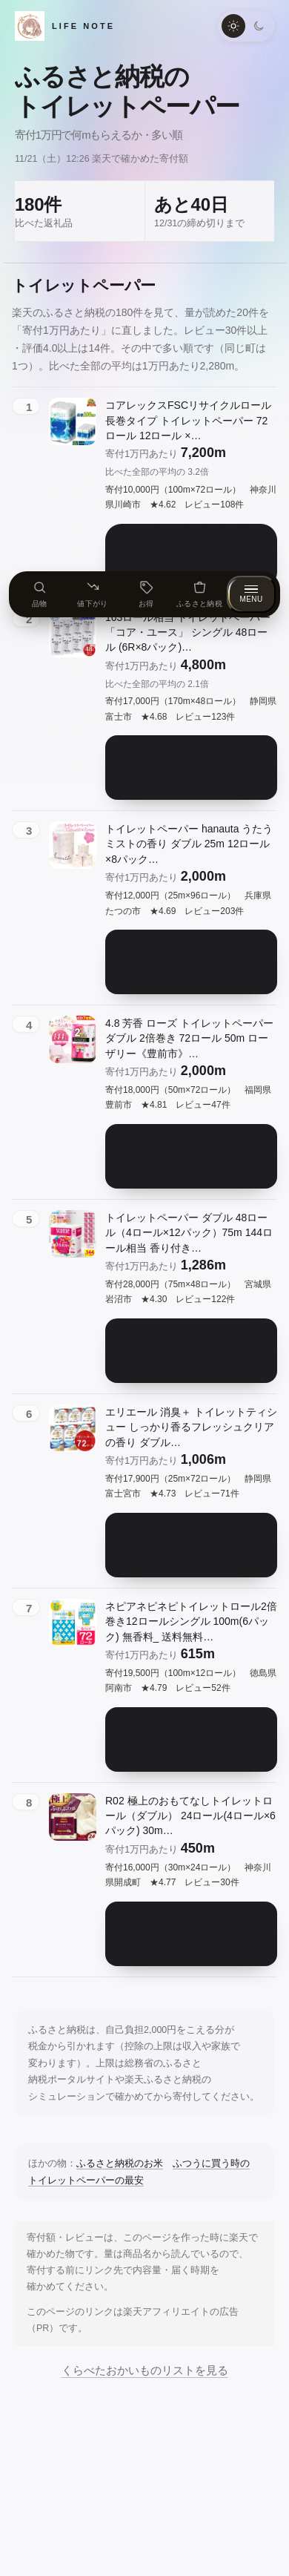 LIFE NOTE
ふるさと納税の
トイレットペーパー
寄付1万円で何mもらえるか・多い順
11/21（土）12:26 楽天で確かめた寄付額
180件
比べた返礼品
あと40日
12/31の締め切りまで
トイレットペーパー
楽天のふるさと納税の180件を見て、量が読めた20件を
「寄付1万円あたり」に直しました。レビュー30件以上
・評価4.0以上は14件。その中で多い順です（同じ町は
1つ）。比べた全部の平均は1万円あたり2,280m。
1
コアレックスFSCリサイクルロール
長巻タイプ トイレットペーパー 72
ロール 12ロール ×…
寄付1万円あたり 7,200m
比べた全部の平均の 3.2倍
寄付10,000円（100m×72ロール） 神奈川
県川崎市 ★4.62 レビュー108件
品物
値下がり
お得
ふるさと納税
MENU
2
「コア・ユース」 シングル 48ロー
ル (6R×8パック)…
寄付1万円あたり 4,800m
比べた全部の平均の 2.1倍
寄付17,000円（170m×48ロール） 静岡県
富士市 ★4.68 レビュー123件
3
トイレットペーパー hanauta うたう
ミストの香り ダブル 25m 12ロール
×8パック…
寄付1万円あたり 2,000m
寄付12,000円（25m×96ロール） 兵庫県
たつの市 ★4.69 レビュー203件
4
4.8 芳香 ローズ トイレットペーパー
ダブル 2倍巻き 72ロール 50m ロー
ザリー《豊前市》…
寄付1万円あたり 2,000m
寄付18,000円（50m×72ロール） 福岡県
豊前市 ★4.81 レビュー47件
5
トイレットペーパー ダブル 48ロー
ル（4ロール×12パック）75m 144ロ
ール相当 香り付き…
寄付1万円あたり 1,286m
寄付28,000円（75m×48ロール） 宮城県
岩沼市 ★4.30 レビュー122件
6
エリエール 消臭＋ トイレットティシ
ュー しっかり香るフレッシュクリア
の香り ダブル…
寄付1万円あたり 1,006m
寄付17,900円（25m×72ロール） 静岡県
富士宮市 ★4.73 レビュー71件
7
ネピアネピネピトイレットロール2倍
巻き12ロールシングル 100m(6パッ
ク) 無香料_ 送料無料…
寄付1万円あたり 615m
寄付19,500円（100m×12ロール） 徳島県
阿南市 ★4.79 レビュー52件
8
R02 極上のおもてなしトイレットロ
ール（ダブル） 24ロール(4ロール×6
パック) 30m…
寄付1万円あたり 450m
寄付16,000円（30m×24ロール） 神奈川
県開成町 ★4.77 レビュー30件
ふるさと納税は、自己負担2,000円をこえる分が
税金から引かれます（控除の上限は収入や家族で
変わります）。上限は総務省のふるさと
納税ポータルサイトや楽天ふるさと納税の
シミュレーションで確かめてから寄付してください。
ほかの物：ふるさと納税のお米 ふつうに買う時の
トイレットペーパーの最安
寄付額・レビューは、このページを作った時に楽天で
確かめた物です。量は商品名から読んでいるので、
寄付する前にリンク先で内容量・届く時期を
確かめてください。
このページのリンクは楽天アフィリエイトの広告
（PR）です。
くらべたおかいものリストを見る